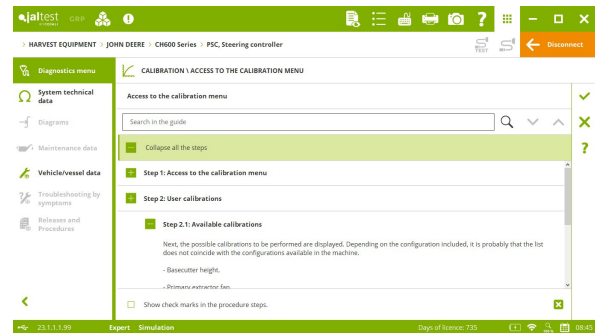 jaltest GRP
> HARVEST EQUIPMENT > JOHN DEERE > CH600 Series > PSC, Steering controller
TEST
Disconnect
Diagnostics menu
System technical
data
Diagrams
Maintenance data
Vehicle/vessel data
Troubleshooting by
symptoms
Releases and
Procedures
CALIBRATION \ ACCESS TO THE CALIBRATION MENU
Access to the calibration menu
Search in the guide
Collapse all the steps
Step 1: Access to the calibration menu
Step 2: User calibrations
Step 2.1: Available calibrations
Next, the possible calibrations to be performed are displayed. Depending on the configuration included, it is probably that the list
does not coincide with the configurations available in the machine.
- Basecutter height.
- Primary extractor fan.
Show check marks in the procedure steps.
23.1.1.1.99 Expert Simulation Days of licence: 735 08:45